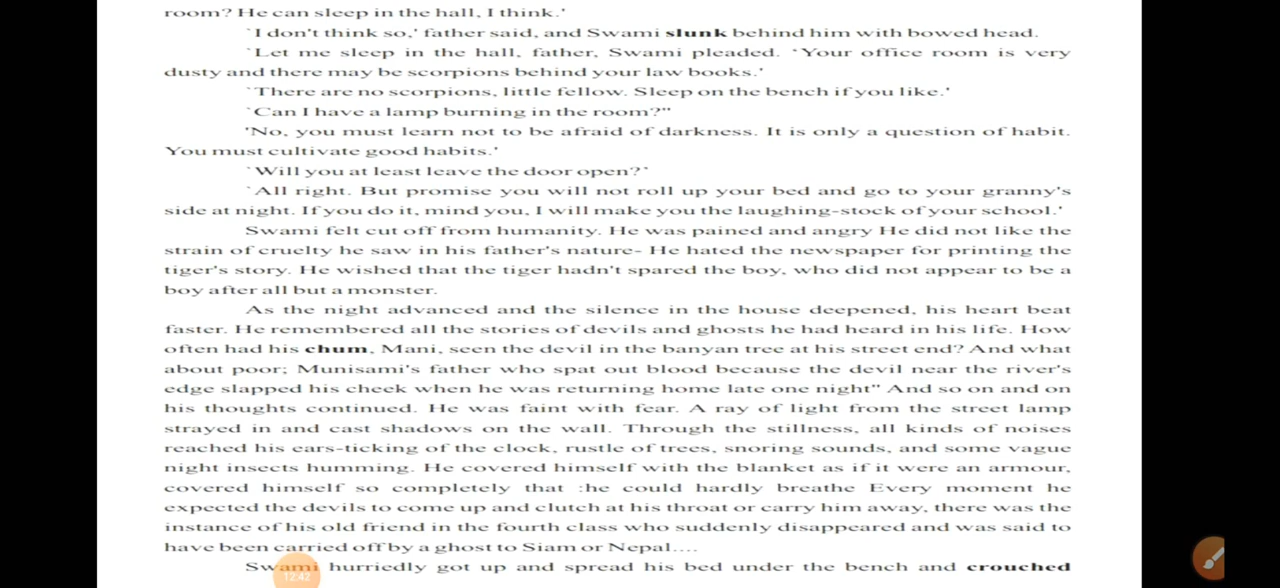 room? He can sleep in the hall, I think.'
`I don't think so,' father said, and Swami slunk behind him with bowed head.
`Let me sleep in the hall, father, Swami pleaded. 'Your office room is very
dusty and there may be scorpions behind your law books.'
`There are no scorpions, little fellow. Sleep on the bench if you like.'
`Can I have a lamp burning in the room?"
'No, you must learn not to be afraid of darkness. It is only a question of habit.
You must cultivate good habits.'
`Will you at least leave the door open?`
`All right. But promise you will not roll up your bed and go to your granny's
side at night. If you do it, mind you, I will make you the laughing-stock of your school.'
Swami felt cut off from humanity. He was pained and angry He did not like the
strain of cruelty he saw in his father's nature- He hated the newspaper for printing the
tiger's story. He wished that the tiger hadn't spared the boy, who did not appear to be a
boy after all but a monster.
As the night advanced and the silence in the house deepened, his heart beat
faster. He remembered all the stories of devils and ghosts he had heard in his life. How
often had his chum, Mani, seen the devil in the banyan tree at his street end? And what
about poor; Munisami's father who spat out blood because the devil near the river's
edge slapped his cheek when he was returning home late one night" And so on and on
his thoughts continued. He was faint with fear. A ray of light from the street lamp
strayed in and cast shadows on the wall. Through the stillness, all kinds of noises
reached his ears-ticking of the clock, rustle of trees, snoring sounds, and some vague
night insects humming. He covered himself with the blanket as if it were an armour,
covered himself so completely that :he could hardly breathe Every moment he
expected the devils to come up and clutch at his throat or carry him away, there was the
instance of his old friend in the fourth class who suddenly disappeared and was said to
have been carried off by a ghost to Siam or Nepal....
Swami hurriedly got up and spread his bed under the bench and crouched
12:42